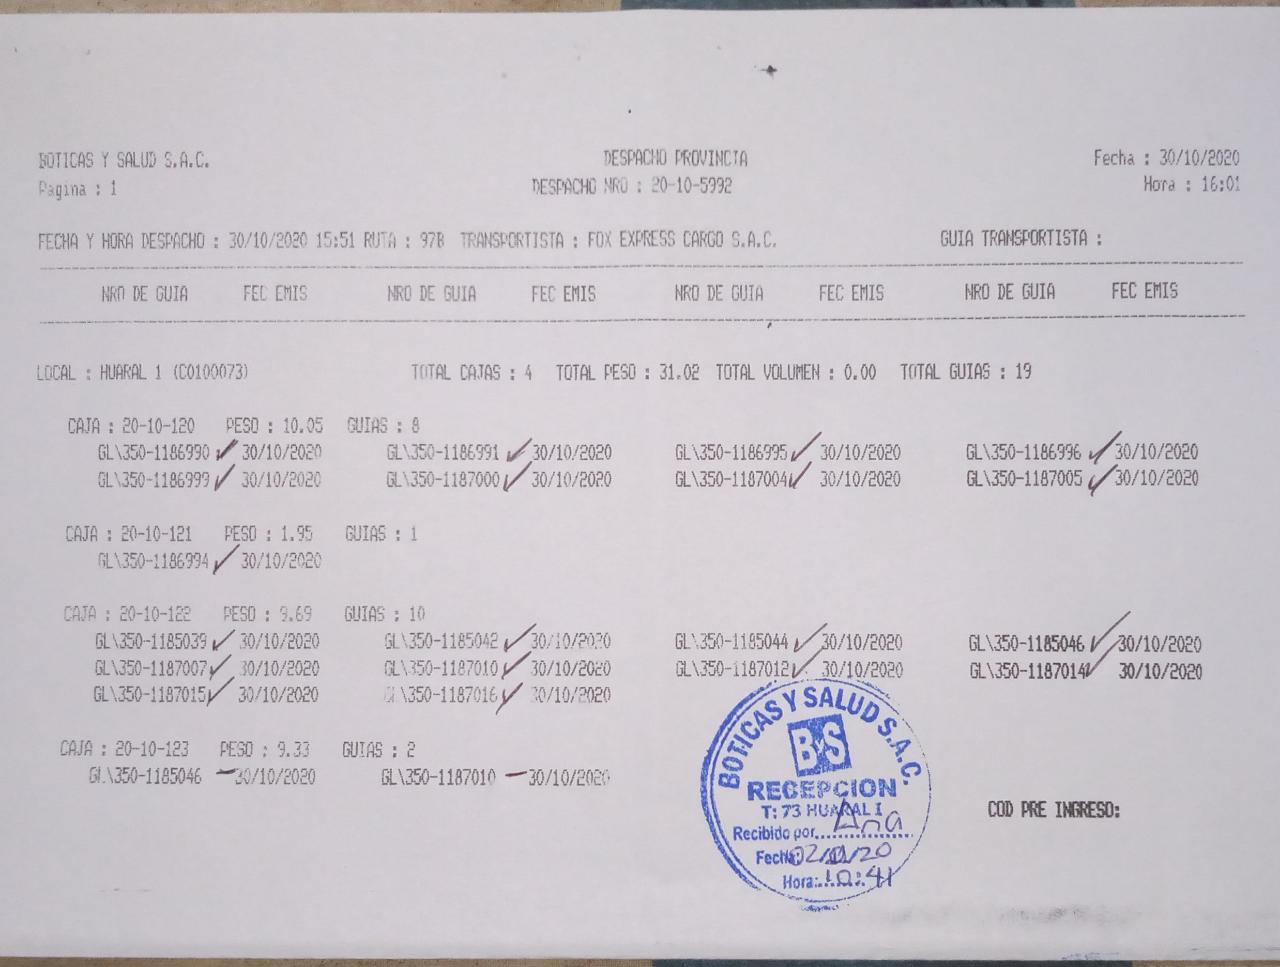 BOTICAS Y SALUD S.A.C. DESPACHO PROVINCIA Fecha : 30/10/2020
Pagina : 1 DESPACHO NRO : 20-10-5992 Hora : 16:01
FECHA Y HORA DESPACHO : 30/10/2020 15:51 RUTA : 97B TRANSPORTISTA : FOX EXPRESS CARGO S.A.C. GUIA TRANSPORTISTA :
NRO DE GUIA FEC EMIS NRO DE GUIA FEC EMIS NRO DE GUIA FEC EMIS NRO DE GUIA FEC EMIS
LOCAL : HUARAL 1 (C0100073) TOTAL CAJAS : 4 TOTAL PESO : 31.02 TOTAL VOLUMEN : 0.00 TOTAL GUIAS : 19
CAJA : 20-10-120 PESO : 10.05 GUIAS : 8
GL\350-1186990 30/10/2020 GL\350-1186991 30/10/2020 GL\350-1186995 30/10/2020 GL\350-1186996 30/10/2020
GL\350-1186999 30/10/2020 GL\350-1187000 30/10/2020 GL\350-1187004 30/10/2020 GL\350-1187005 30/10/2020
CAJA : 20-10-121 PESO : 1.95 GUIAS : 1
GL\350-1186994 30/10/2020
CAJA : 20-10-122 PESO : 9.69 GUIAS : 10
GL\350-1185039 30/10/2020 GL\350-1185042 30/10/2020 GL\350-1185044 30/10/2020 GL\350-1185046 30/10/2020
GL\350-1187007 30/10/2020 GL\350-1187010 30/10/2020 GL\350-1187012 30/10/2020 GL\350-1187014 30/10/2020
GL\350-1187015 30/10/2020 GL\350-1187016 30/10/2020
CAJA : 20-10-123 PESO : 9.33 GUIAS : 2
GL\350-1185046 30/10/2020 GL\350-1187010 30/10/2020
BOTICAS Y SALUD S.A.C.
B&S
RECEPCION
T: 73 HUARAL I
Recibido por Ana
Fecha: 02/11/20
Hora: 10:41
COD PRE INGRESO: